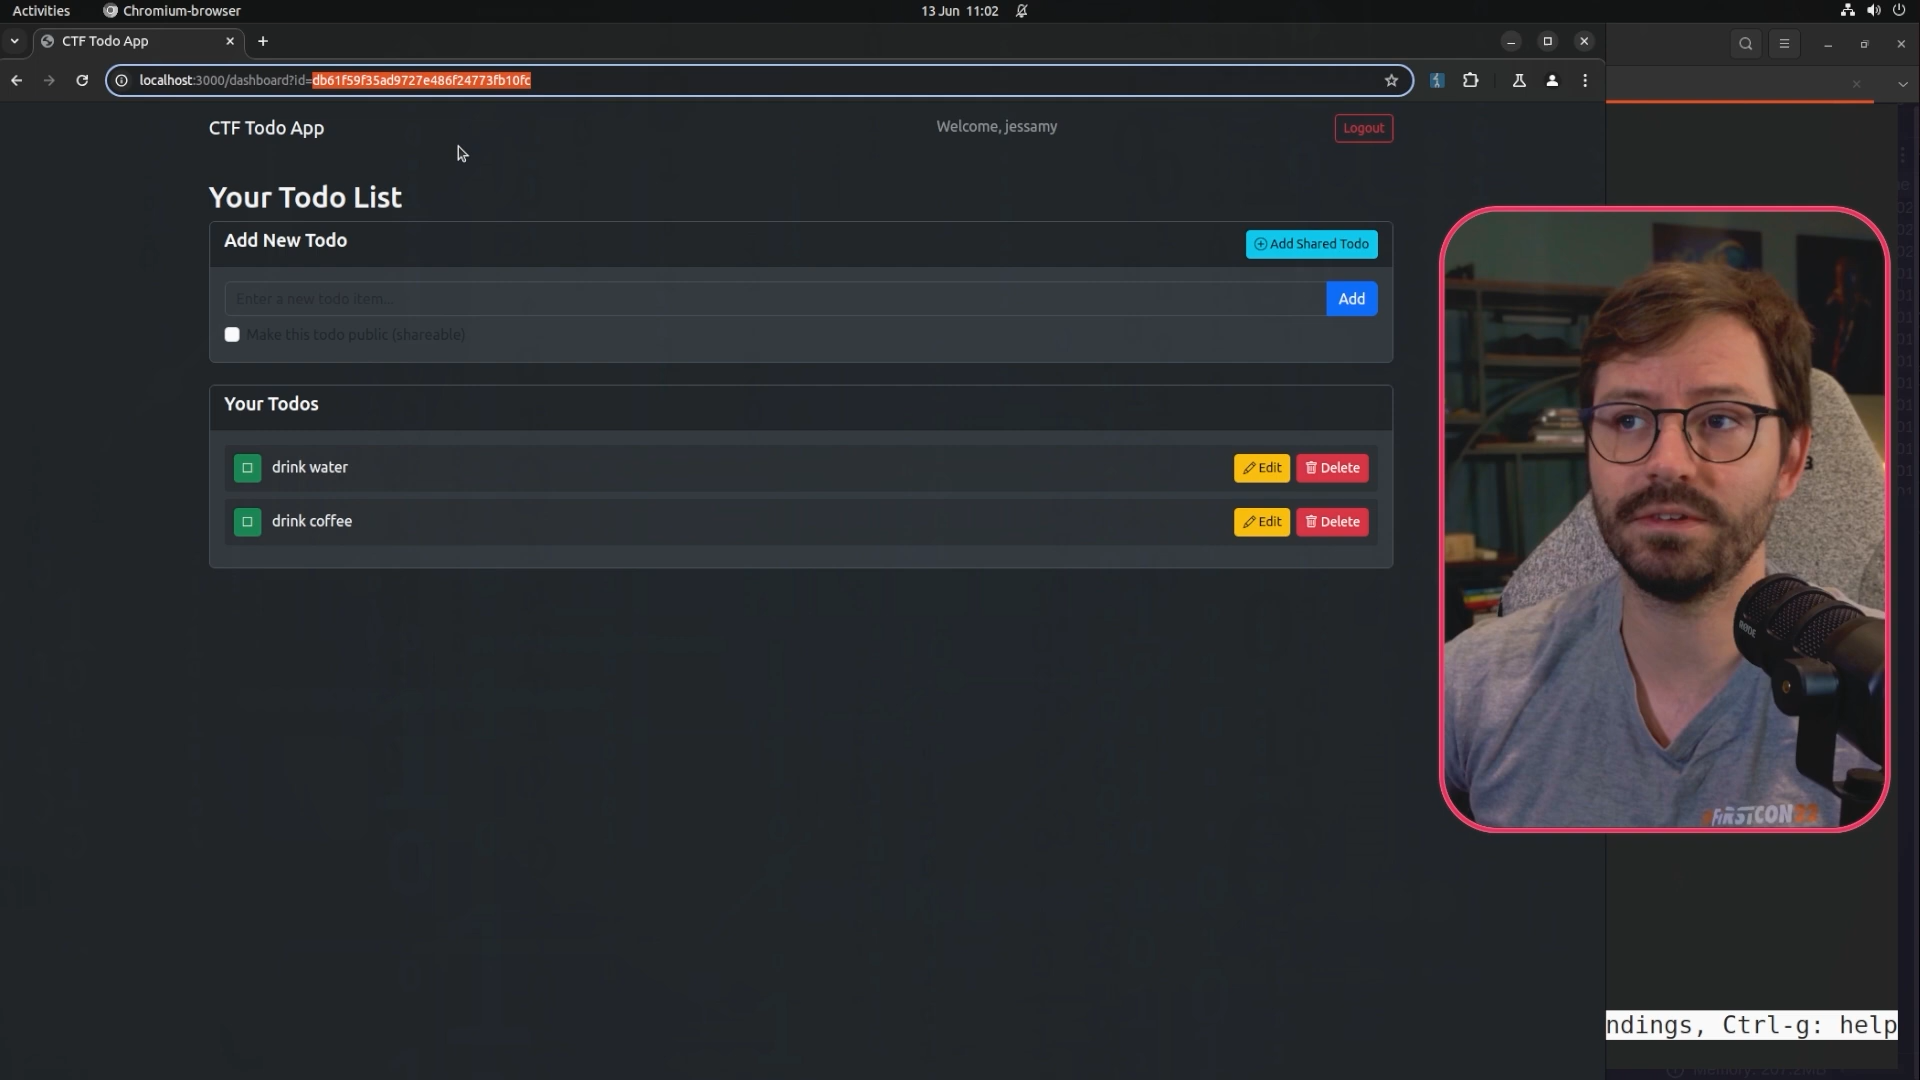 Activities
Chromium-browser
13 Jun 11:02
CTF Todo App
localhost:3000/dashboard?id=db61f59f35ad9727e486f24773fb10fc
CTF Todo App
Welcome, jessamy
Logout
Your Todo List
Add New Todo
Add Shared Todo
Enter a new todo item...
Add
Make this todo public (shareable)
Your Todos
drink water
Edit
Delete
drink coffee
Edit
Delete
RØDE
FIRSTCON
ndings, Ctrl-g: help